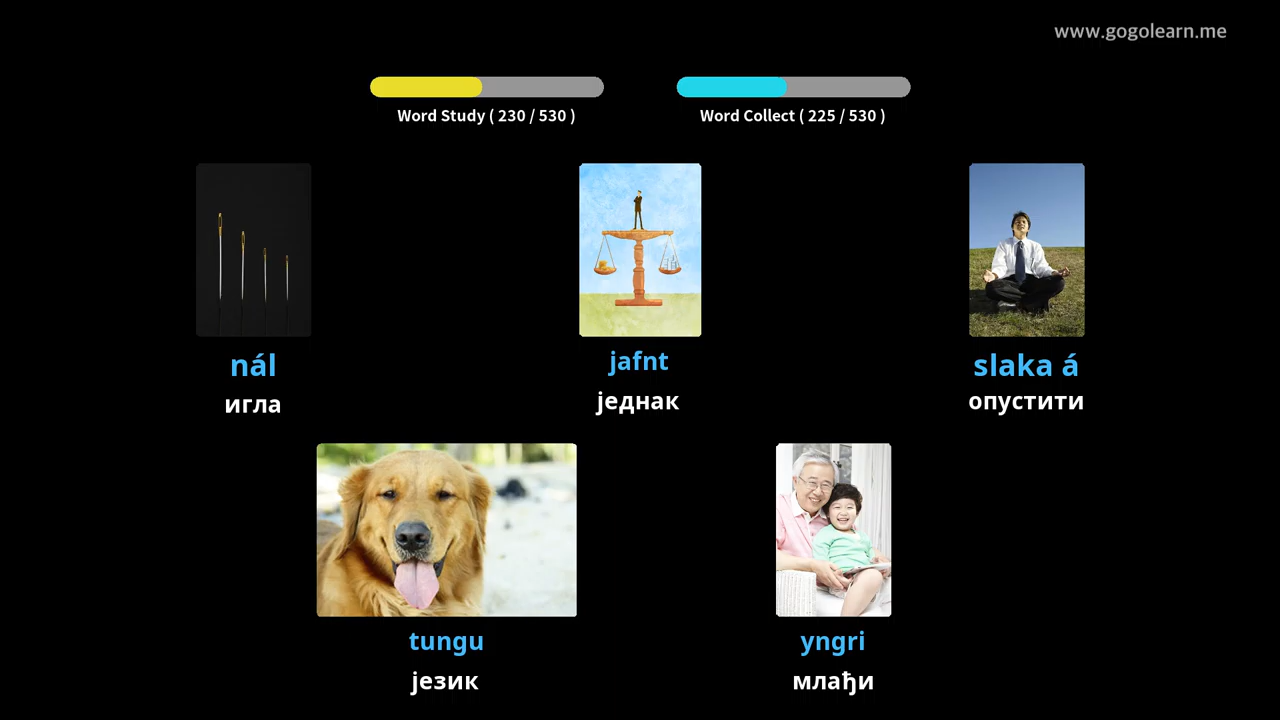 www.gogolearn.me
Word Study ( 230 / 530 )
Word Collect ( 225 / 530 )
nál
игла
jafnt
једнак
slaka á
опустити
tungu
језик
yngri
млађи